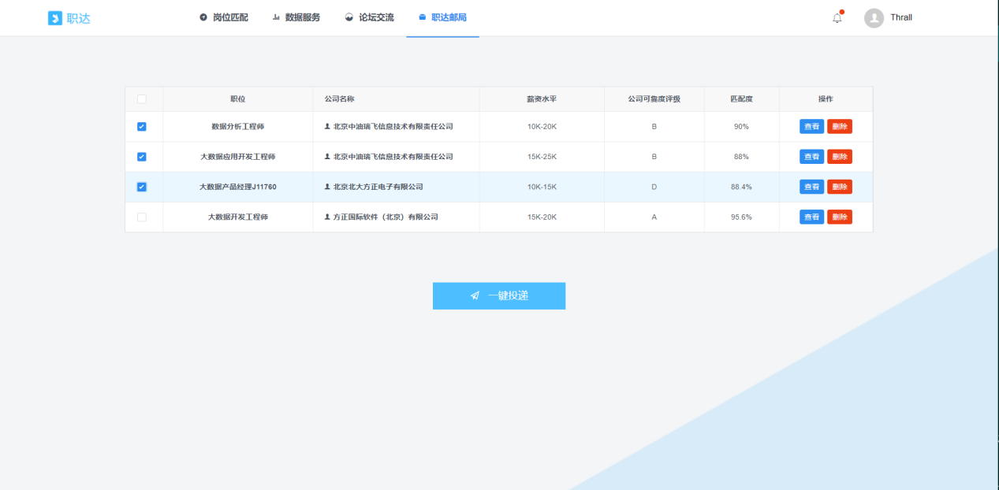 职达 岗位匹配 数据服务 论坛交流 职达邮局 Thrall
职位 公司名称 薪资水平 公司可靠度评级 匹配度 操作
数据分析工程师 北京中油瑞飞信息技术有限责任公司 10K-20K B 90% 查看 删除
大数据应用开发工程师 北京中油瑞飞信息技术有限责任公司 15K-25K B 88% 查看 删除
大数据产品经理J11760 北京北大方正电子有限公司 10K-15K D 88.4% 查看 删除
大数据开发工程师 方正国际软件（北京）有限公司 15K-20K A 95.6% 查看 删除
一键投递